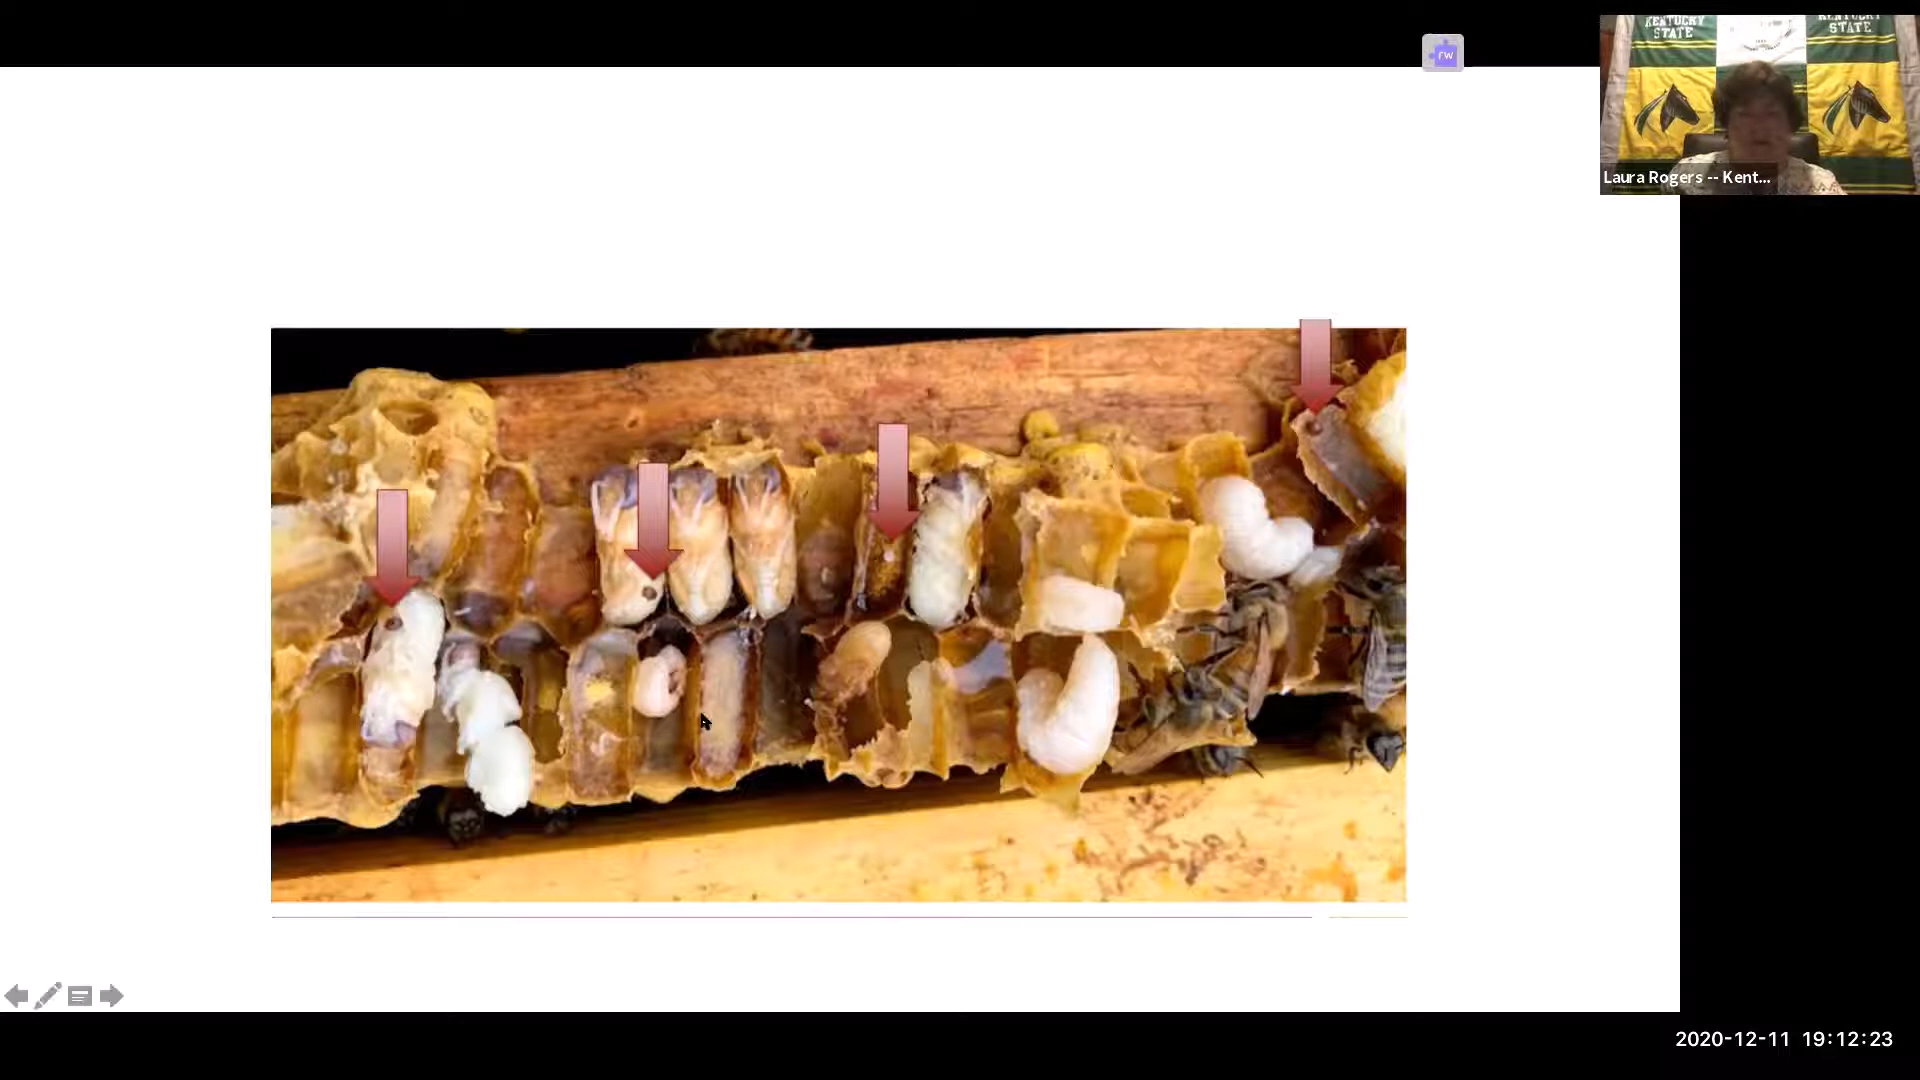 KENTUCKY
STATE
KENTUCKY
STATE
rw
Laura Rogers -- Kent...
2020-12-11 19:12:23